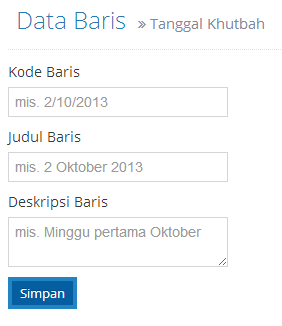 Data Baris » Tanggal Khutbah
Kode Baris
mis. 2/10/2013
Judul Baris
mis. 2 Oktober 2013
Deskripsi Baris
mis. Minggu pertama Oktober
Simpan